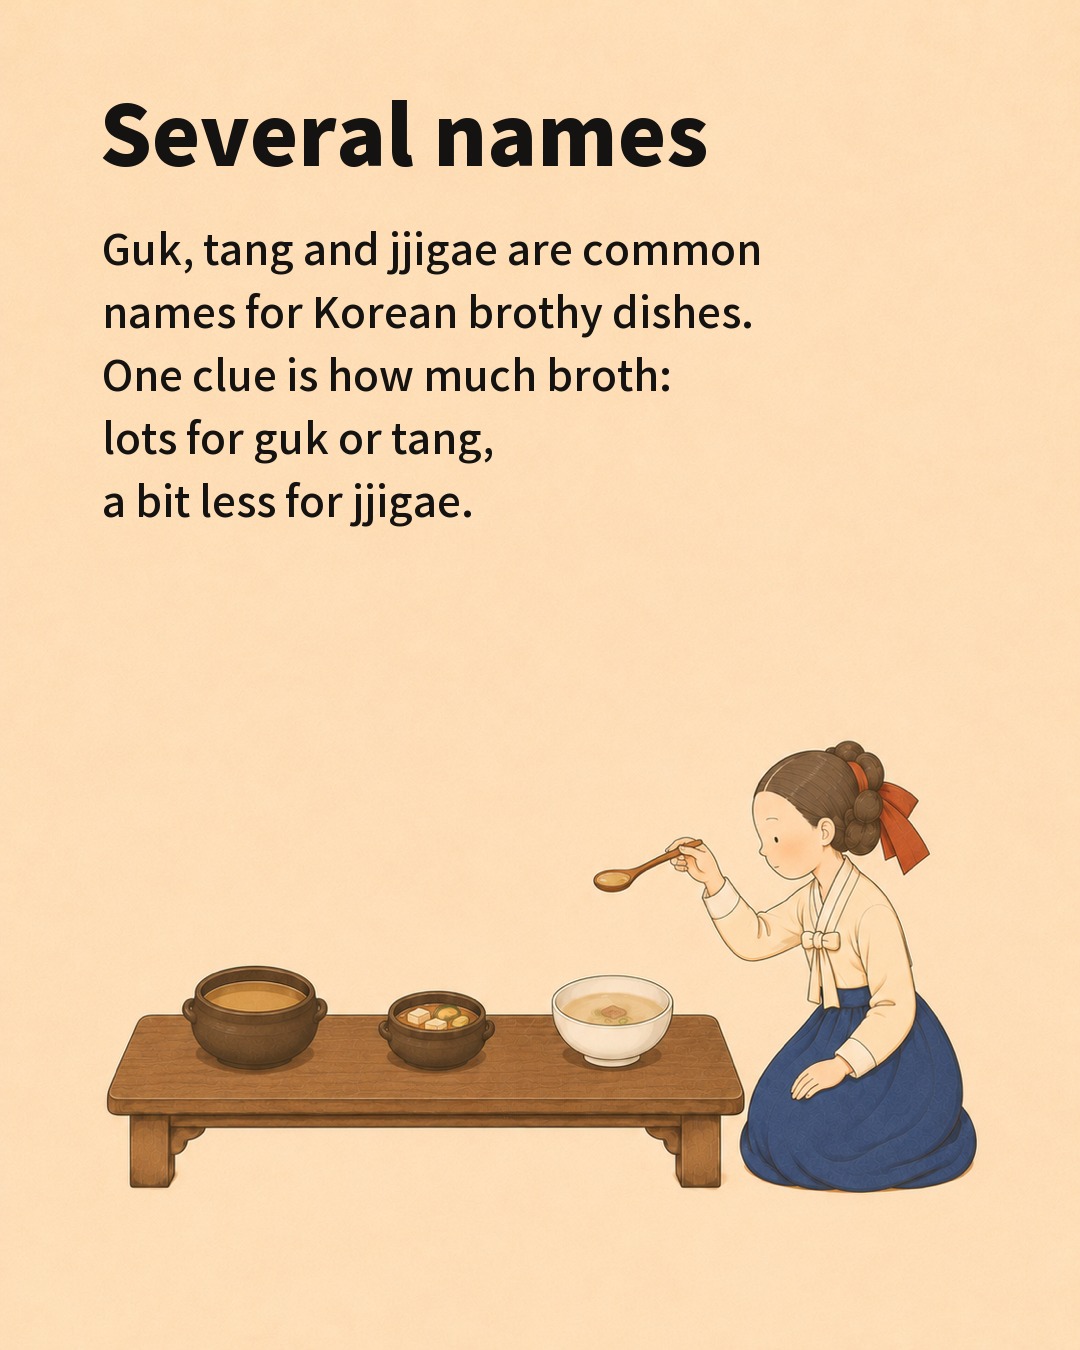 Several names
Guk, tang and jjigae are common
names for Korean brothy dishes.
One clue is how much broth:
lots for guk or tang,
a bit less for jjigae.